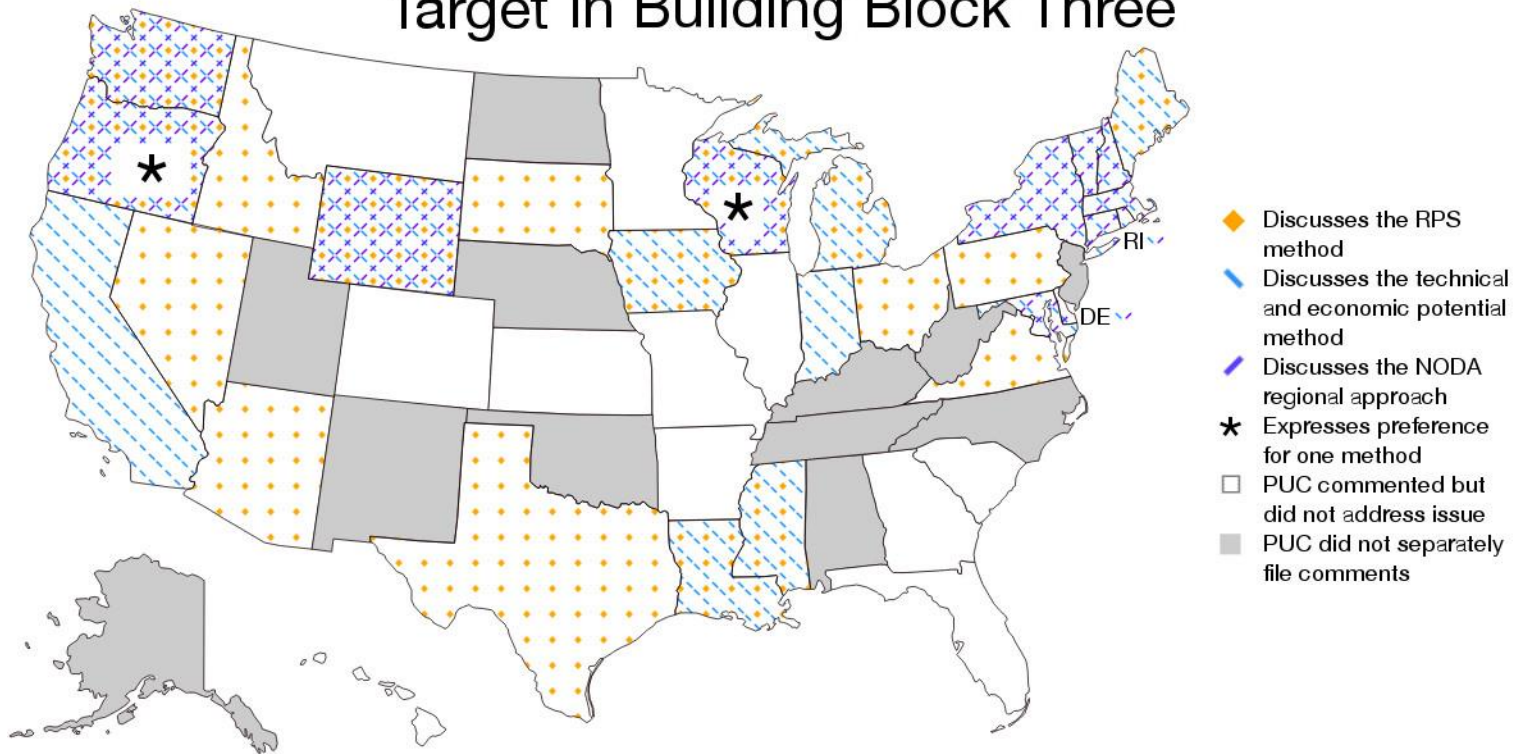 Target in Building Block Three
*
*
RI
DE
Discusses the RPS
method
Discusses the technical
and economic potential
method
Discusses the NODA
regional approach
* Expresses preference
for one method
PUC commented but
did not address issue
PUC did not separately
file comments